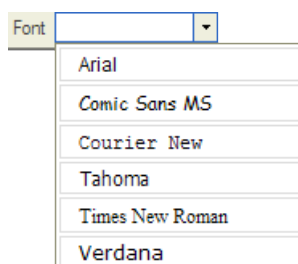 Font
Arial
Comic Sans MS
Courier New
Tahoma
Times New Roman
Verdana